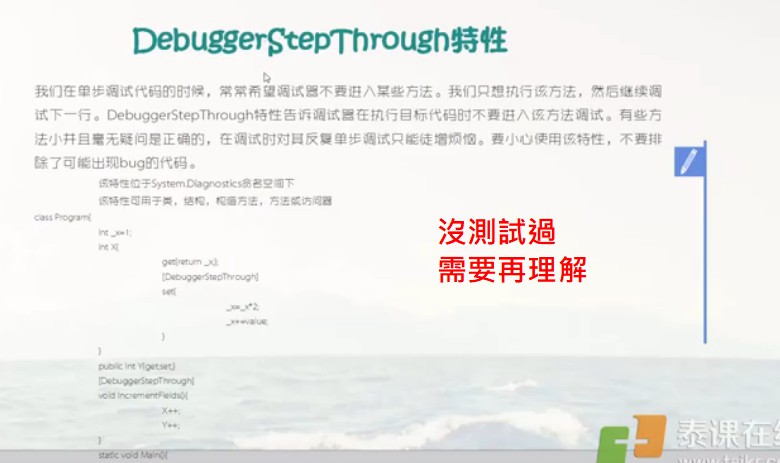 DebuggerStepThrough特性
我们在单步调试代码的时候，常常希望调试器不要进入某些方法。我们只想执行该方法，然后继续调
试下一行。DebuggerStepThrough特性告诉调试器在执行目标代码时不要进入该方法调试。有些方
法小并且毫无疑问是正确的，在调试时对其反复单步调试只能徒增烦恼。要小心使用该特性，不要排
除了可能出现bug的代码。
该特性位于System.Diagnostics命名空间下
该特性可用于类，结构，构造方法，方法或访问器
class Program{
int _x=1;
int X{
get{return _x;}
[DebuggerStepThrough]
set{
_x=_x*2;
_x+=value;
}
}
public int Y{get;set;}
[DebuggerStepThrough]
void IncrementFields(){
X++;
Y++;
}
static void Main(){
沒測試過
需要再理解
泰课在线